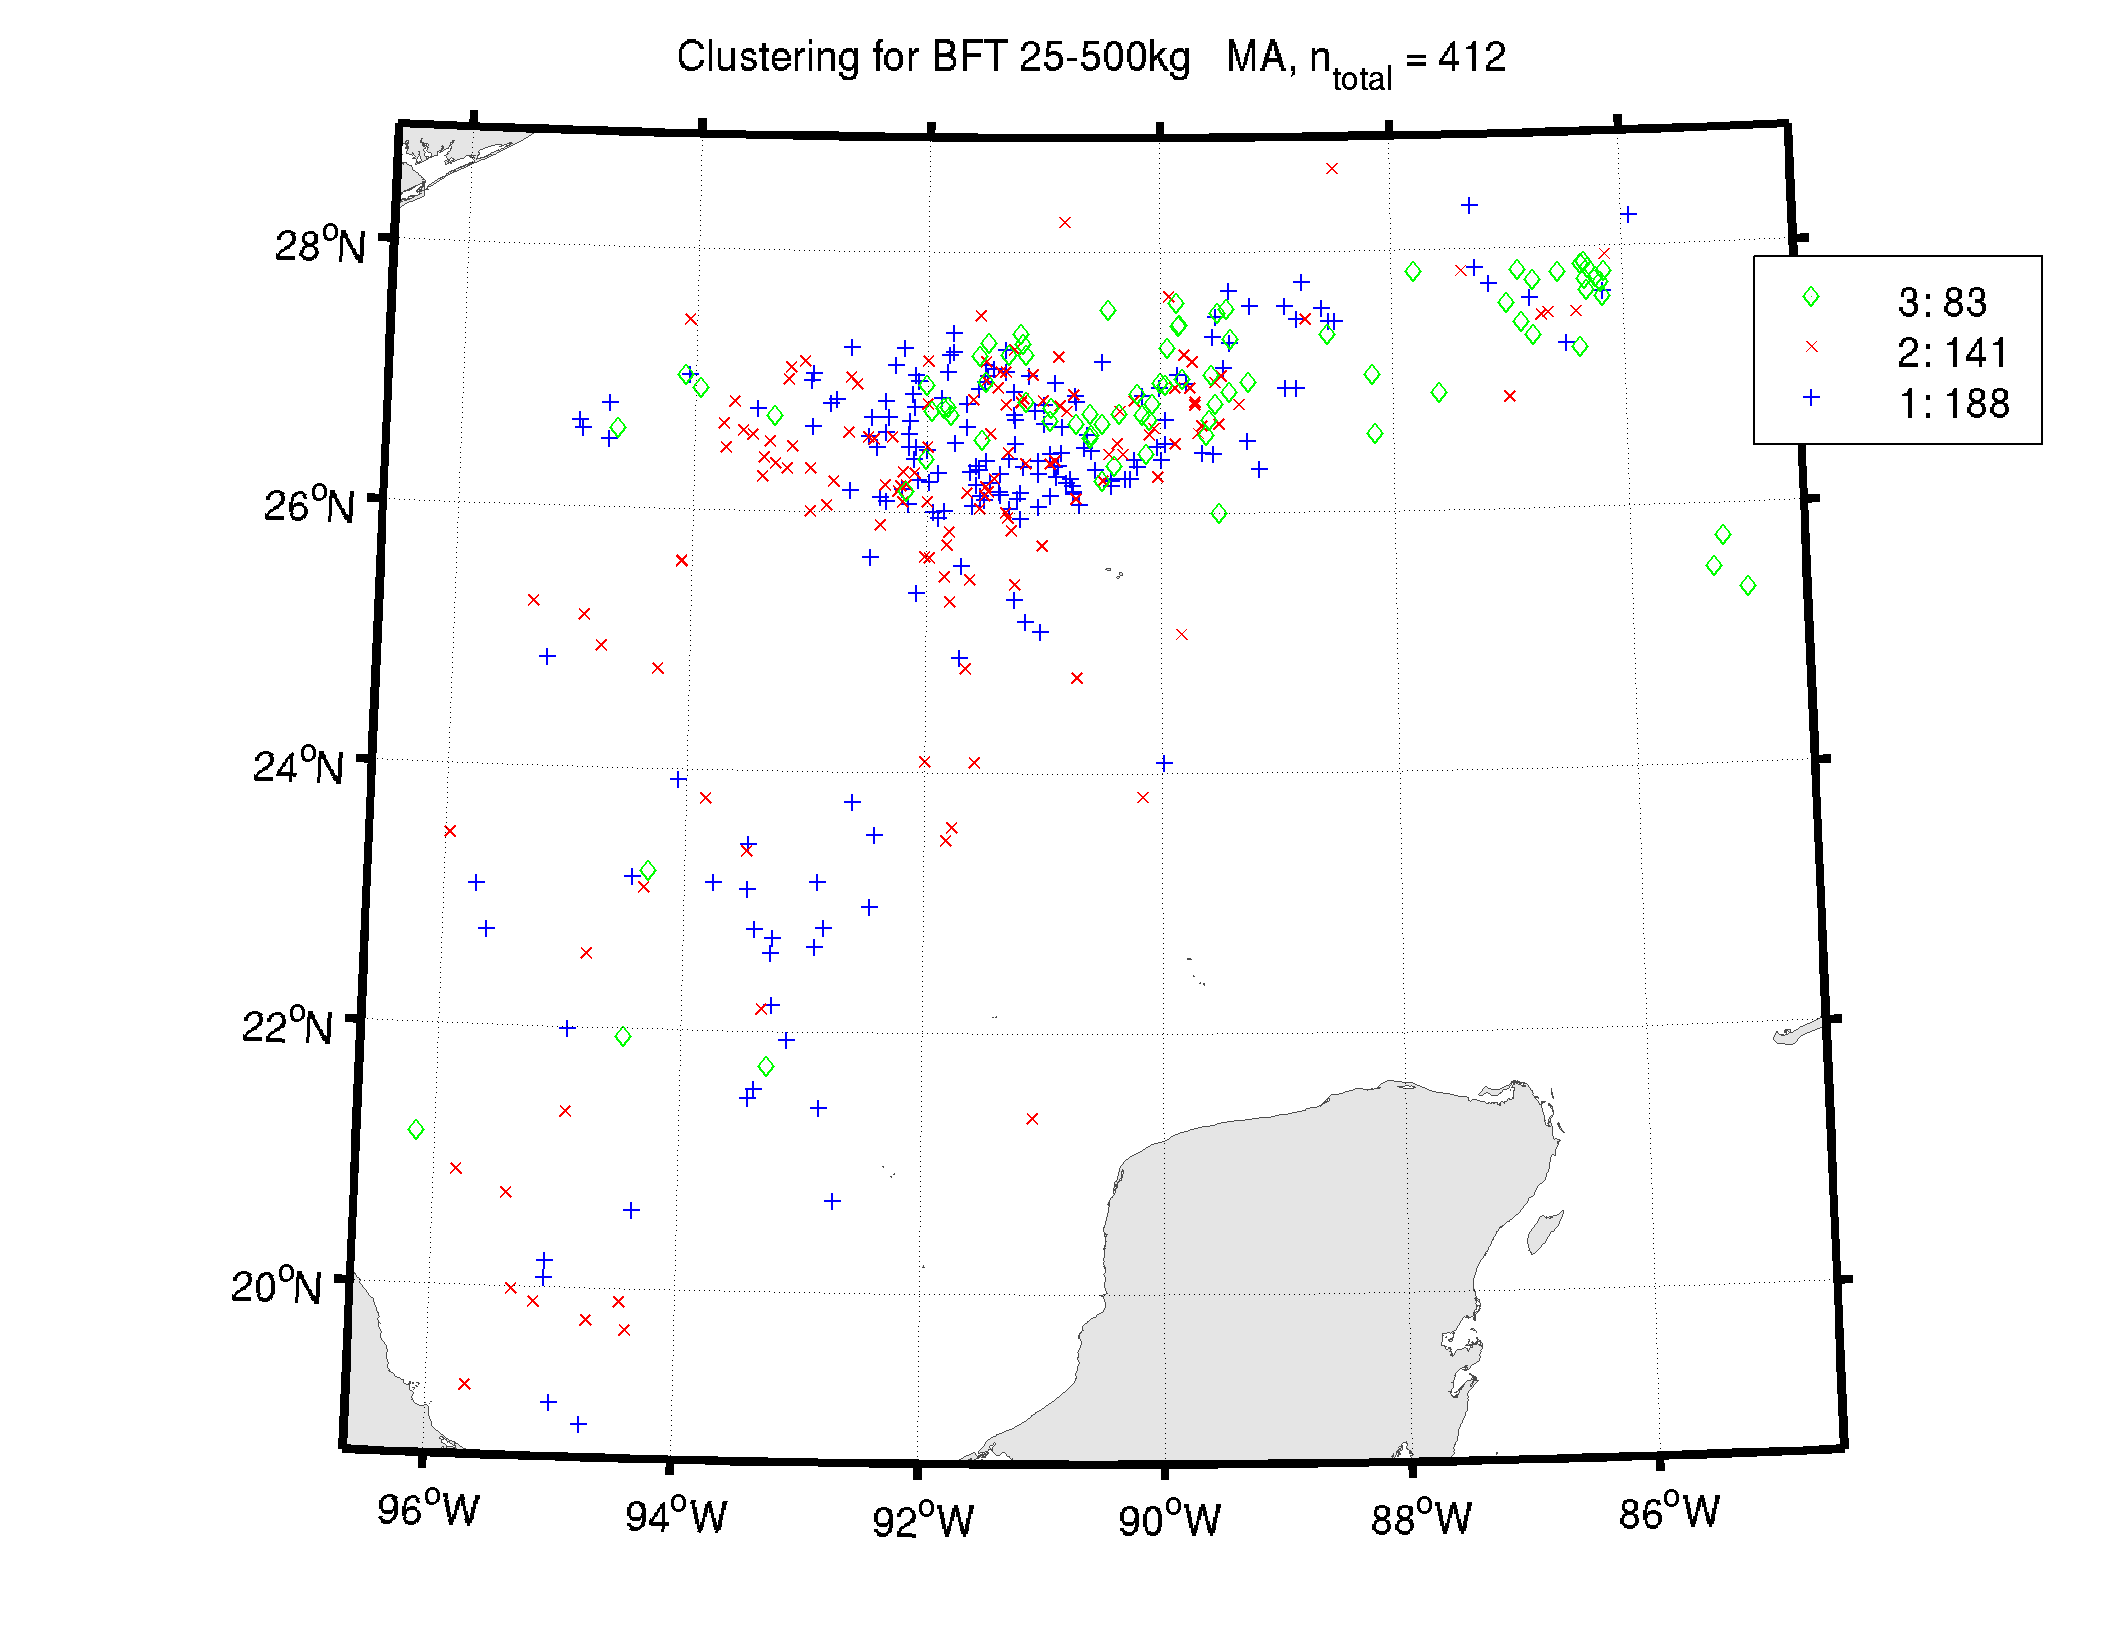 Clustering for BFT 25-500kg MA, n_total = 412
28°N
26°N
24°N
22°N
20°N
96°W 94°W 92°W 90°W 88°W 86°W
3: 83
2: 141
1: 188